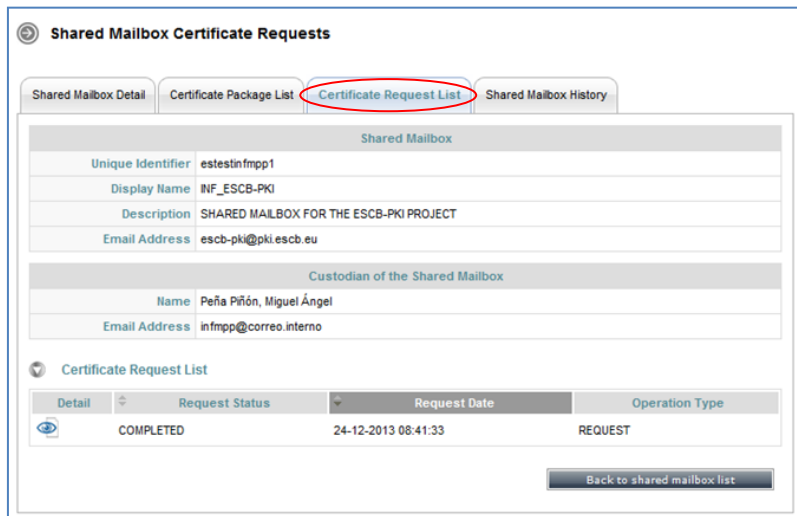 Shared Mailbox Certificate Requests
Shared Mailbox Detail Certificate Package List Certificate Request List Shared Mailbox History
Shared Mailbox
Unique Identifier estestinfmpp1
Display Name INF_ESCB-PKI
Description SHARED MAILBOX FOR THE ESCB-PKI PROJECT
Email Address escb-pki@pki.escb.eu
Custodian of the Shared Mailbox
Name Peña Piñón, Miguel Ángel
Email Address infmpp@correo.interno
Certificate Request List
Detail Request Status Request Date Operation Type
COMPLETED 24-12-2013 08:41:33 REQUEST
Back to shared mailbox list